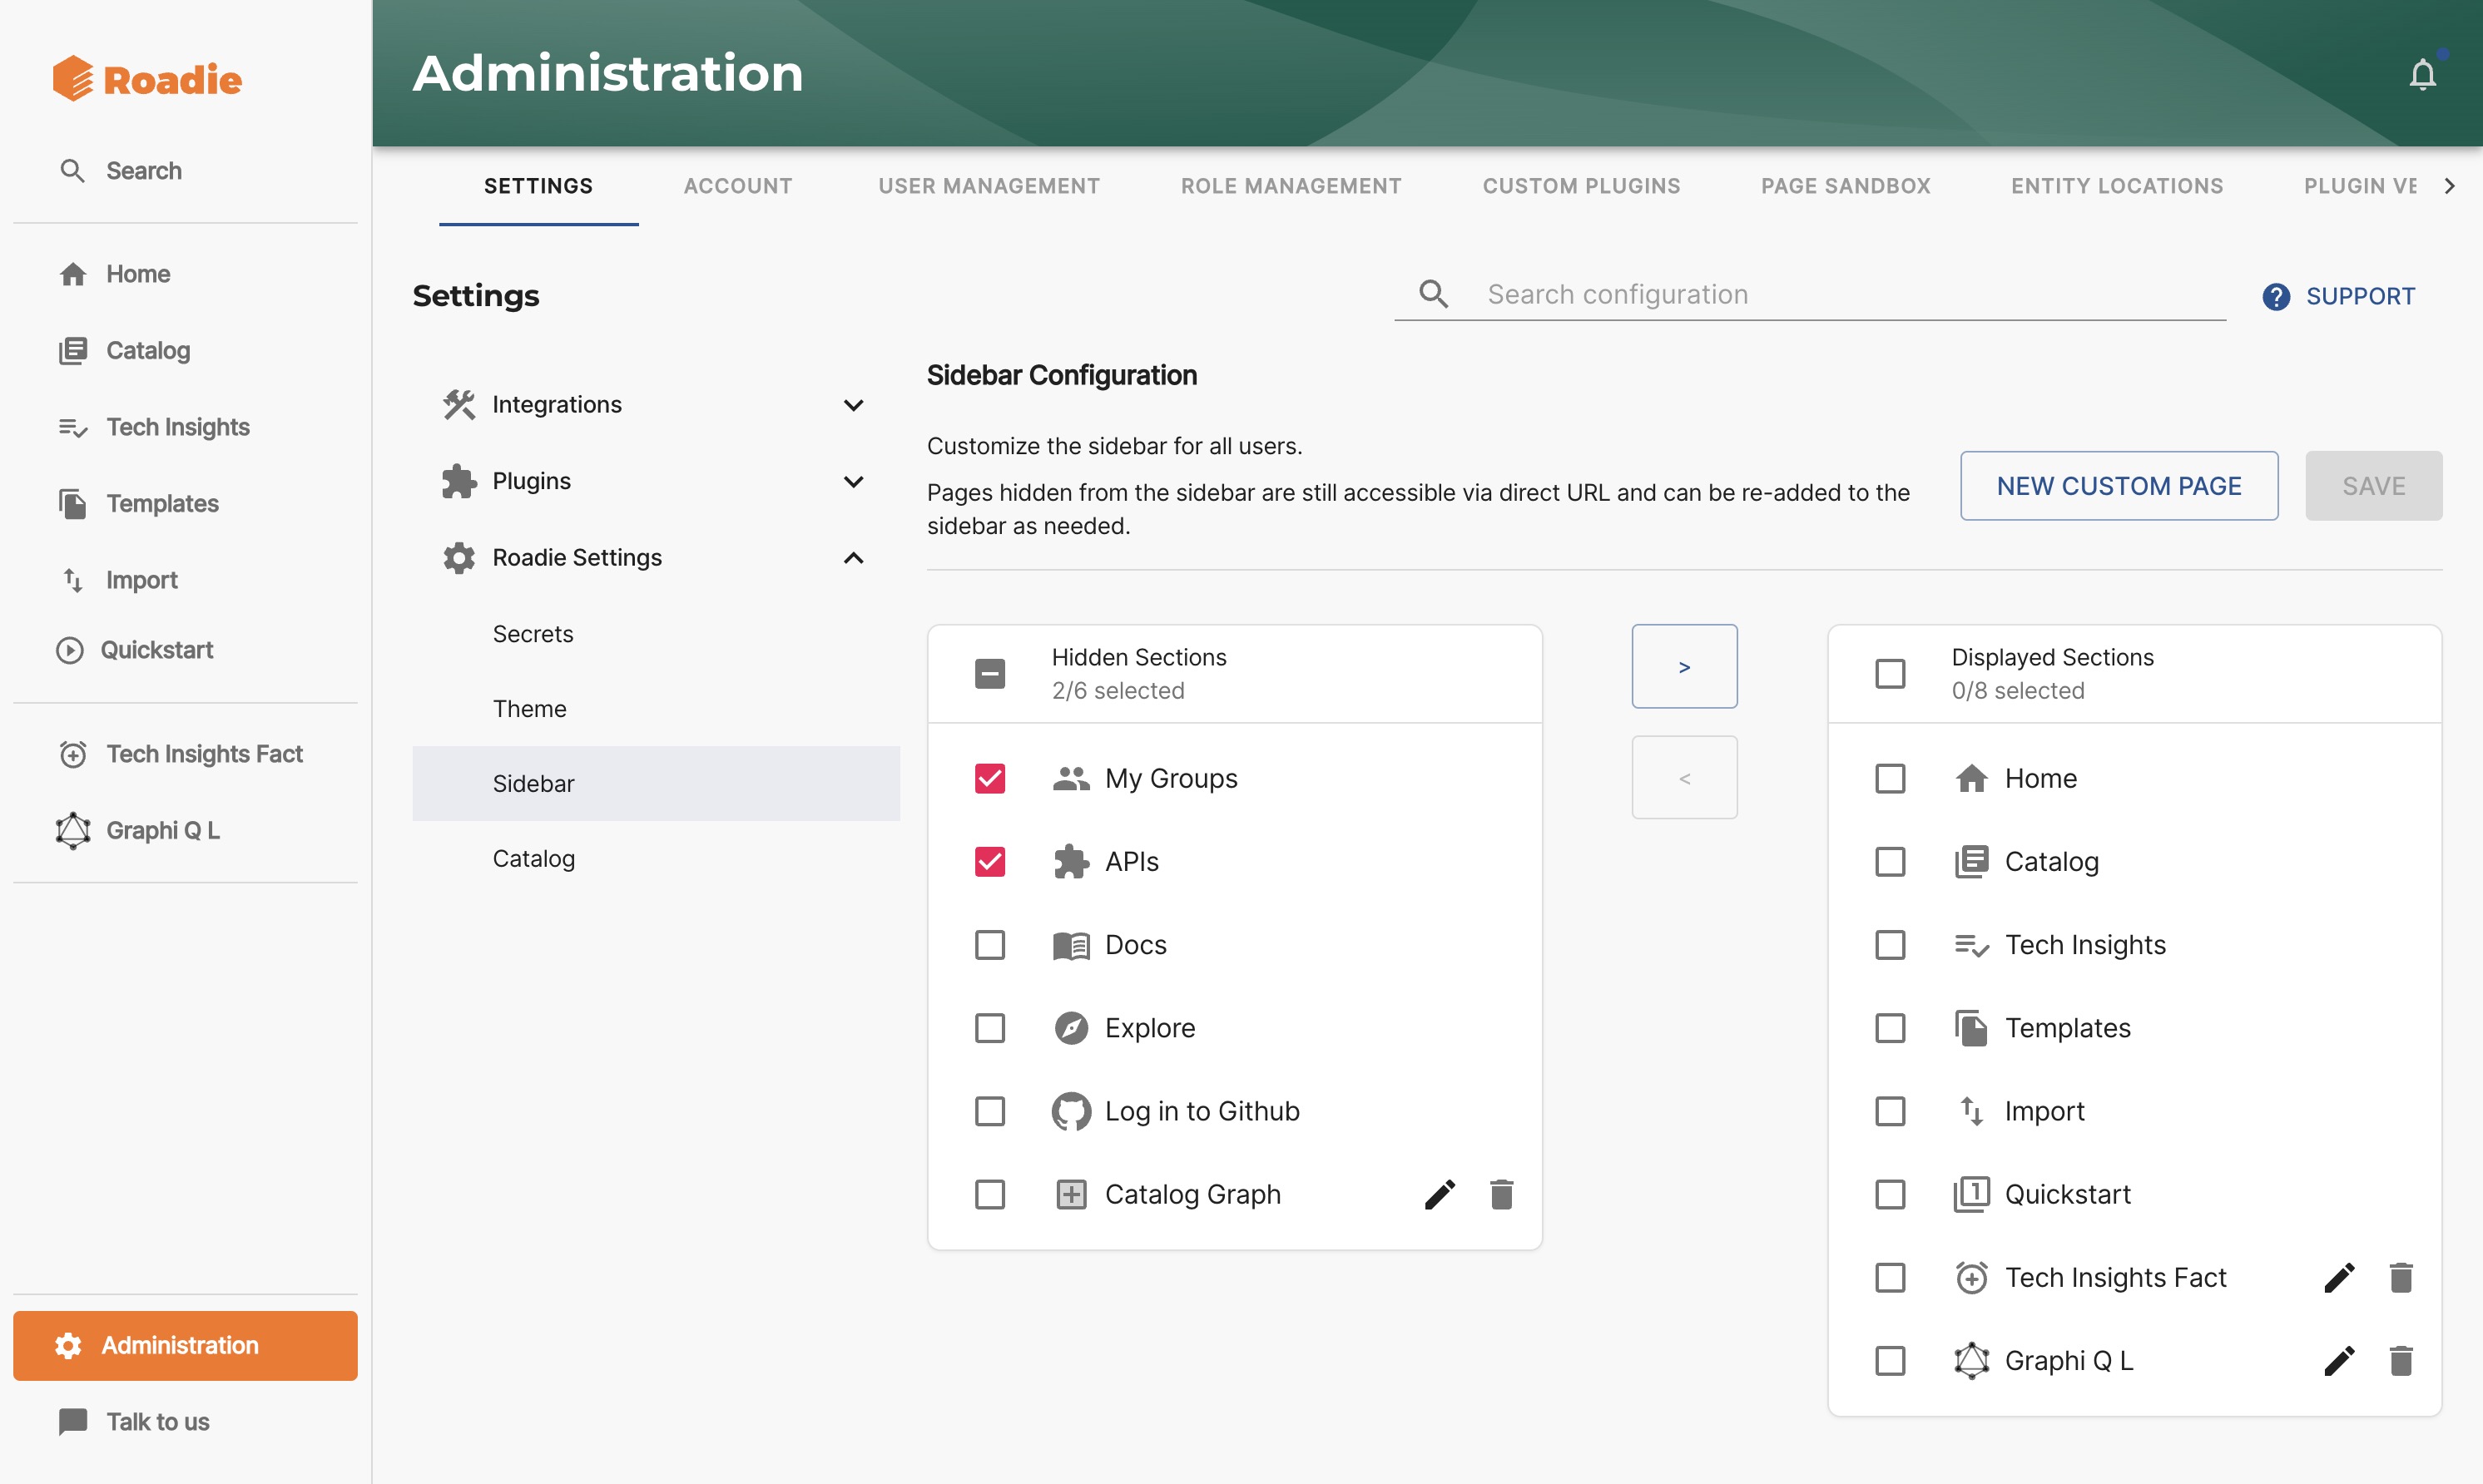 Roadie
Search
Home
Catalog
Tech Insights
Templates
Import
Quickstart
Tech Insights Fact
Graphi Q L
Administration
Talk to us
Administration
SETTINGS
ACCOUNT
USER MANAGEMENT
ROLE MANAGEMENT
CUSTOM PLUGINS
PAGE SANDBOX
ENTITY LOCATIONS
PLUGIN VE
Settings
Search configuration
SUPPORT
Integrations
Plugins
Roadie Settings
Secrets
Theme
Sidebar
Catalog
Sidebar Configuration
Customize the sidebar for all users.
Pages hidden from the sidebar are still accessible via direct URL and can be re-added to the
sidebar as needed.
NEW CUSTOM PAGE
SAVE
Hidden Sections
2/6 selected
My Groups
APIs
Docs
Explore
Log in to Github
Catalog Graph
>
<
Displayed Sections
0/8 selected
Home
Catalog
Tech Insights
Templates
Import
1
Quickstart
Tech Insights Fact
Graphi Q L